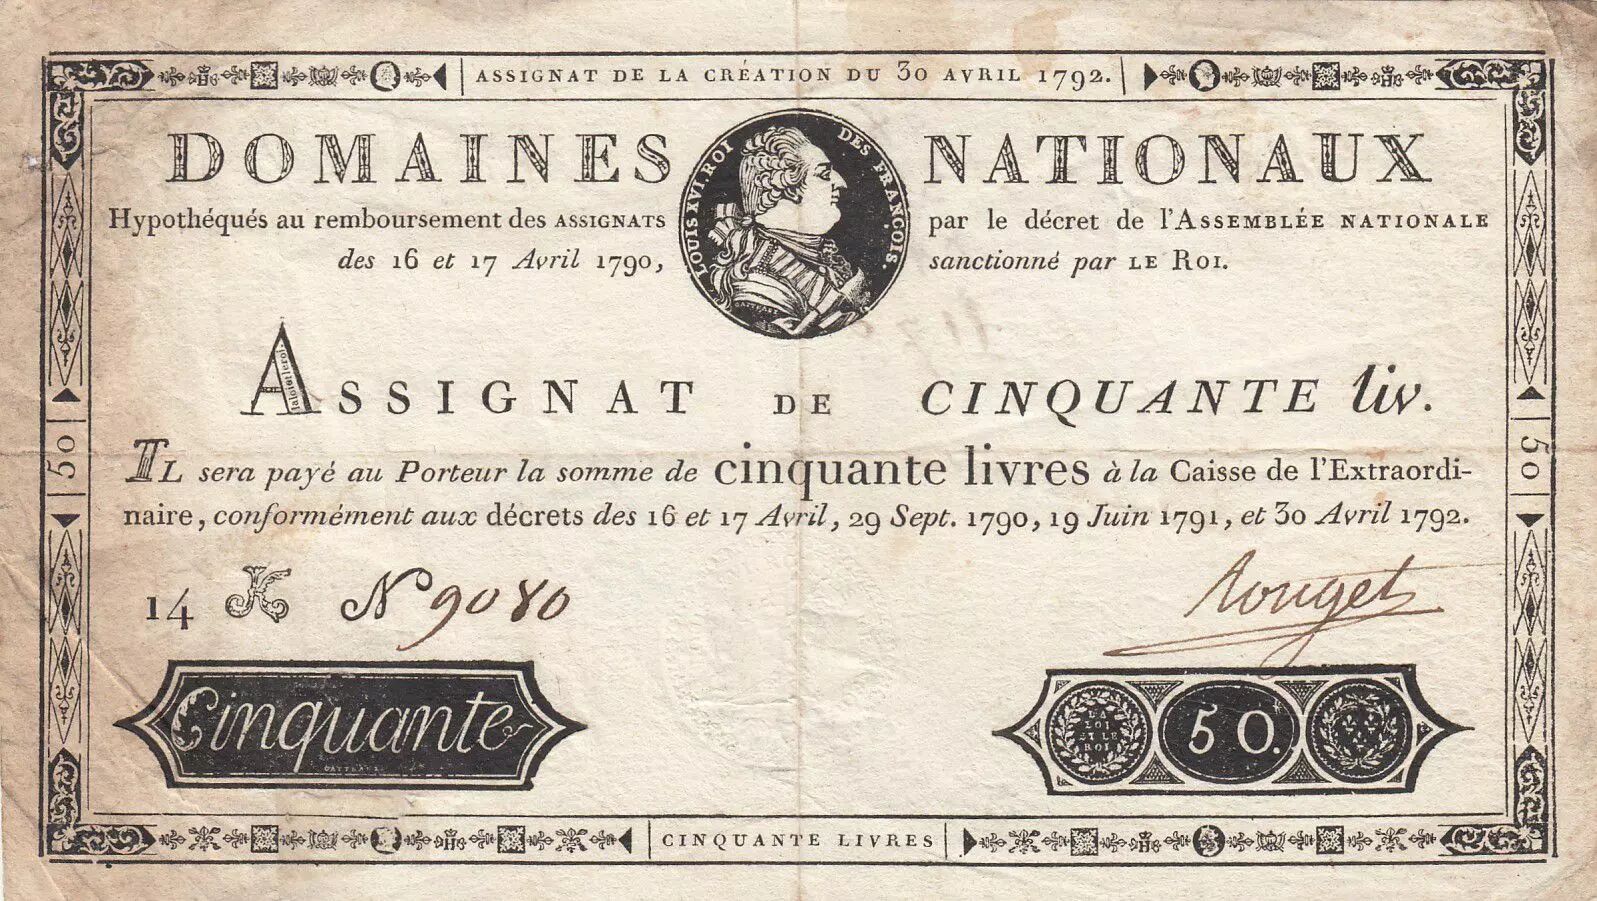 ASSIGNAT DE LA CRÉATION DU 30 AVRIL 1792.
DOMAINES NATIONAUX
LOUIS XVI. ROI DES FRANÇOIS.
Hypothéqués au remboursement des ASSIGNATS par le décret de l'ASSEMBLÉE NATIONALE
des 16 et 17 Avril 1790, sanctionné par LE ROI.
GATTEAUX
ASSIGNAT DE CINQUANTE liv.
laloietleroi.
IL sera payé au Porteur la somme de cinquante livres à la Caisse de l'Extraordi-
naire, conformément aux décrets des 16 et 17 Avril, 29 Sept. 1790, 19 Juin 1791, et 30 Avril 1792.
50
50
14 K N 9080
Rouget
Cinquante
GATTEAUX
LA
LOI
ET LE
ROI
50.
CINQUANTE LIVRES